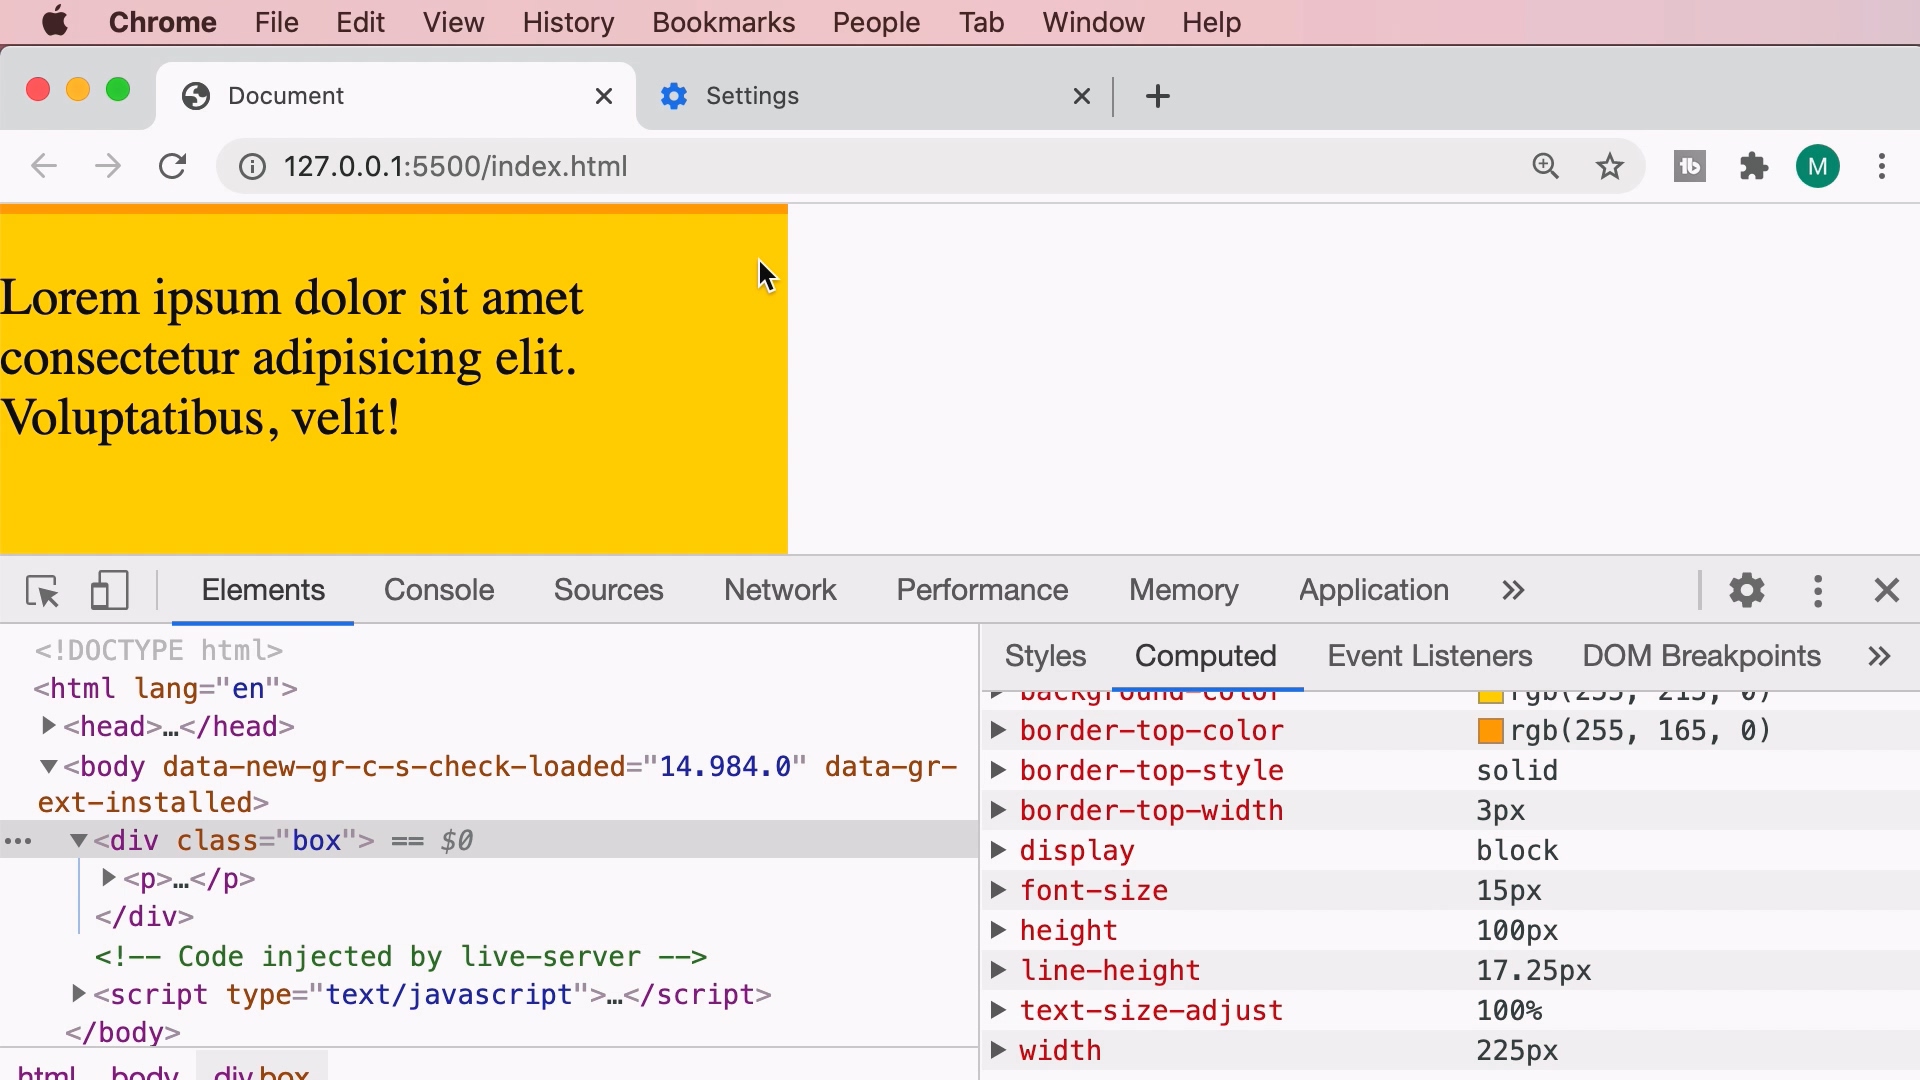 Chrome File Edit View History Bookmarks People Tab Window Help
Document Settings
127.0.0.1:5500/index.html M
Lorem ipsum dolor sit amet
consectetur adipisicing elit.
Voluptatibus, velit!
Elements Console Sources Network Performance Memory Application
<!DOCTYPE html>
<html lang="en">
<head>…</head>
<body data-new-gr-c-s-check-loaded="14.984.0" data-gr-
ext-installed>
<div class="box"> == $0
<p>…</p>
</div>
<!-- Code injected by live-server -->
<script type="text/javascript">…</script>
</body>
html body div.box
Styles Computed Event Listeners DOM Breakpoints
background-color rgb(255, 215, 0)
border-top-color rgb(255, 165, 0)
border-top-style solid
border-top-width 3px
display block
font-size 15px
height 100px
line-height 17.25px
text-size-adjust 100%
width 225px